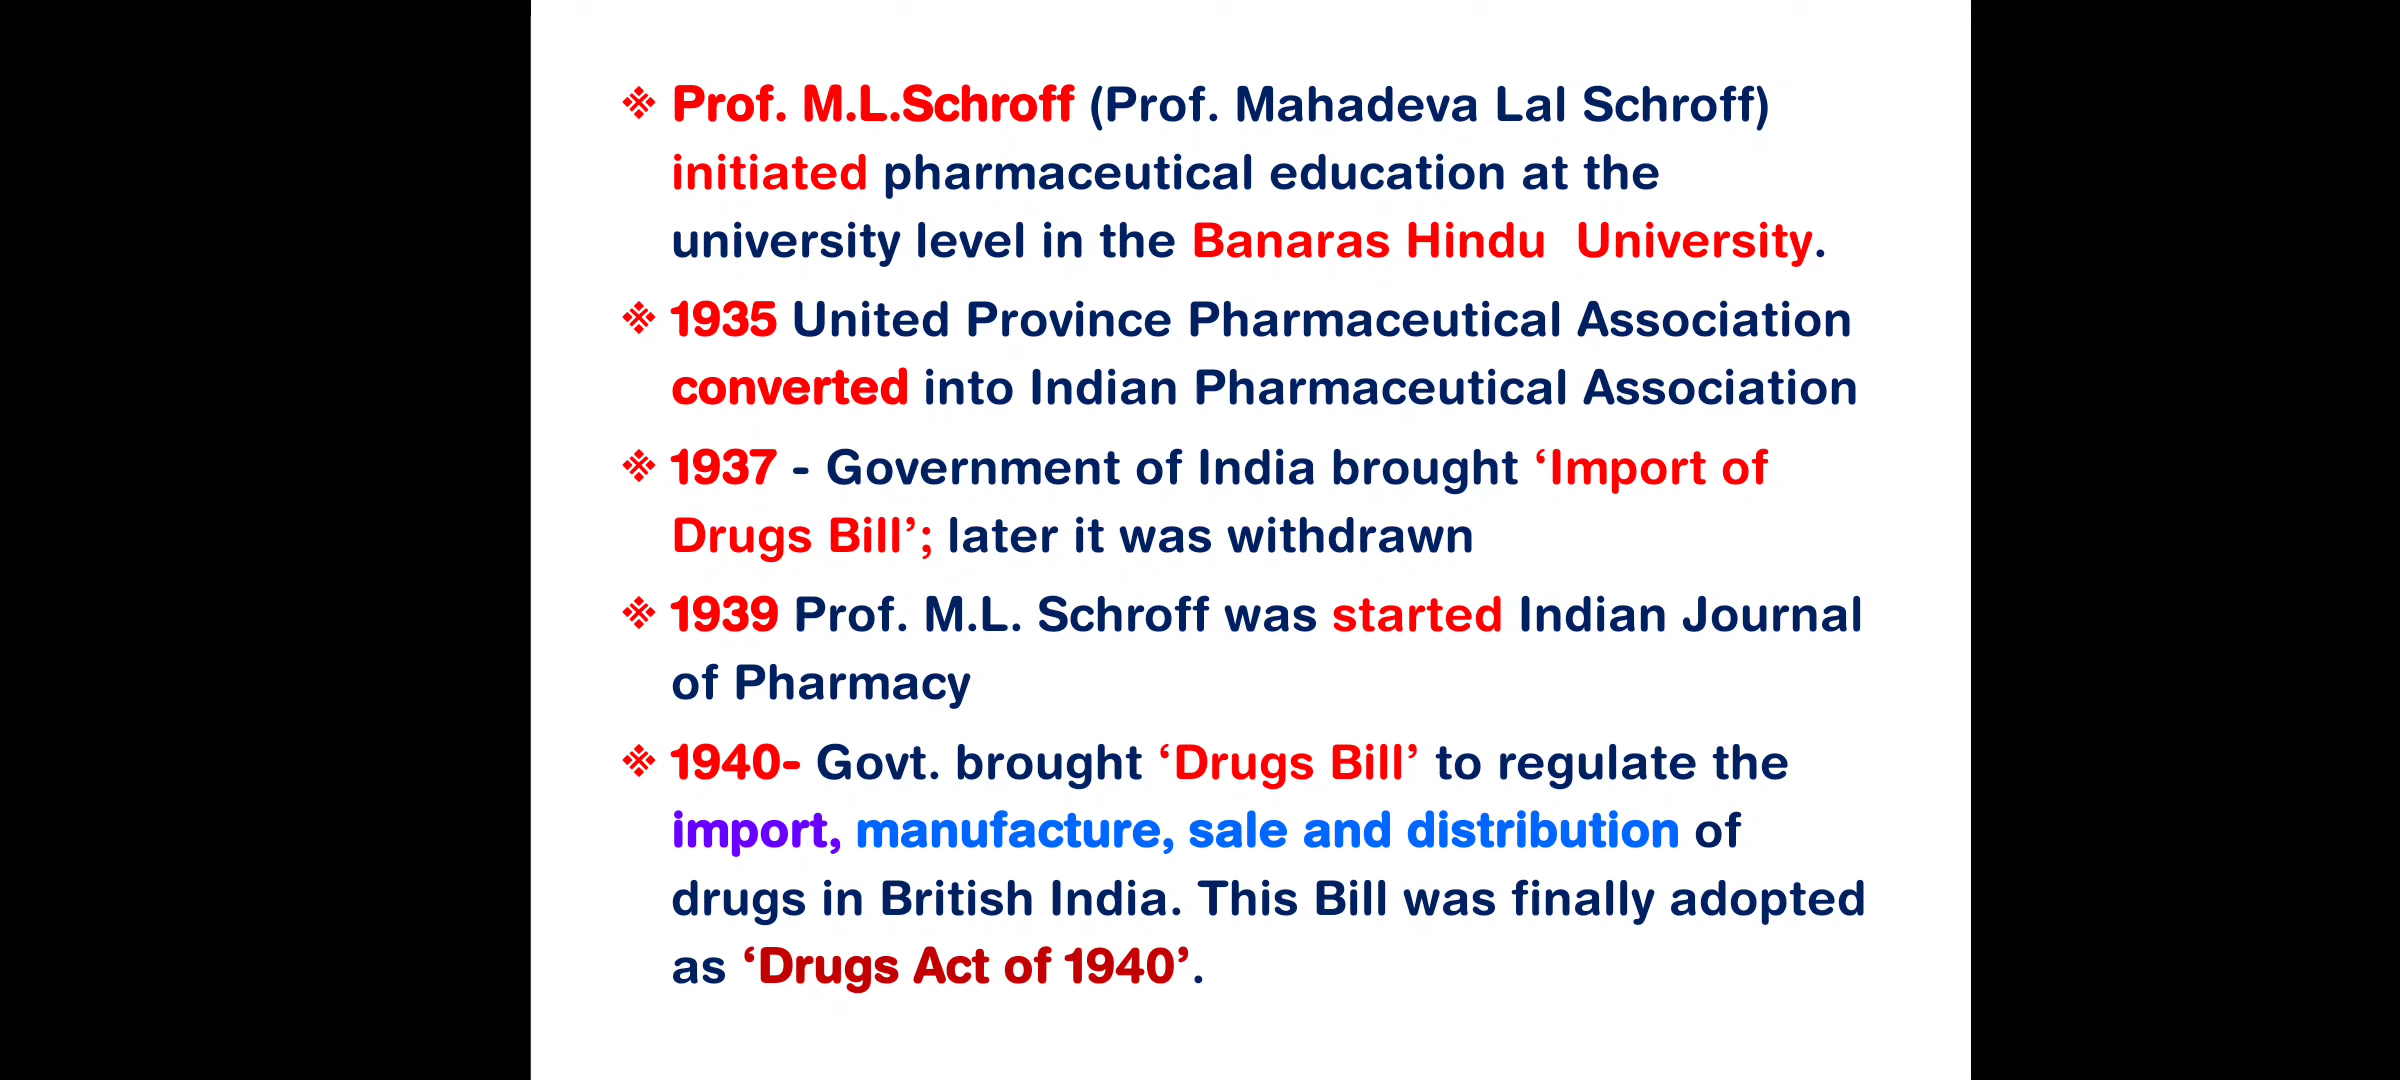 ❖ Prof. M.L.Schroff (Prof. Mahadeva Lal Schroff)
initiated pharmaceutical education at the
university level in the Banaras Hindu  University.
❖ 1935 United Province Pharmaceutical Association
converted into Indian Pharmaceutical Association
❖ 1937 - Government of India brought ‘Import of
Drugs Bill’; later it was withdrawn
❖ 1939 Prof. M.L. Schroff was started Indian Journal
of Pharmacy
❖ 1940- Govt. brought ‘Drugs Bill’ to regulate the
import, manufacture, sale and distribution of
drugs in British India. This Bill was finally adopted
as ‘Drugs Act of 1940’.